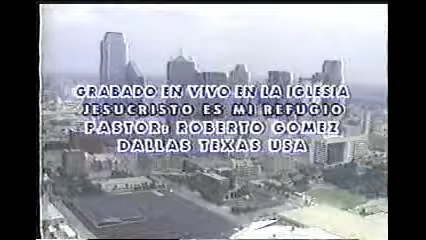 GRABADO EN VIVO EN LA IGLESIA
JESUCRISTO ES MI REFUGIO
PASTOR: ROBERTO GOMEZ
DALLAS TEXAS USA